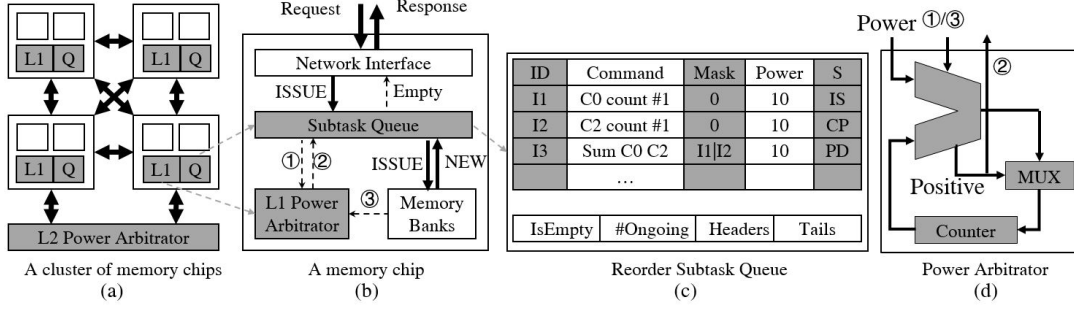 L1 Q
L1 Q
L1 Q
L1 Q
L2 Power Arbitrator
A cluster of memory chips
(a)
Request
Response
Network Interface
ISSUE
Empty
Subtask Queue
①
②
ISSUE
NEW
L1 Power
Arbitrator
③
Memory
Banks
A memory chip
(b)
ID Command Mask Power S
I1 C0 count #1 0 10 IS
I2 C2 count #1 0 10 CP
I3 Sum C0 C2 I1|I2 10 PD
...
IsEmpty #Ongoing Headers Tails
Reorder Subtask Queue
(c)
Power ①/③
②
Positive
MUX
Counter
Power Arbitrator
(d)